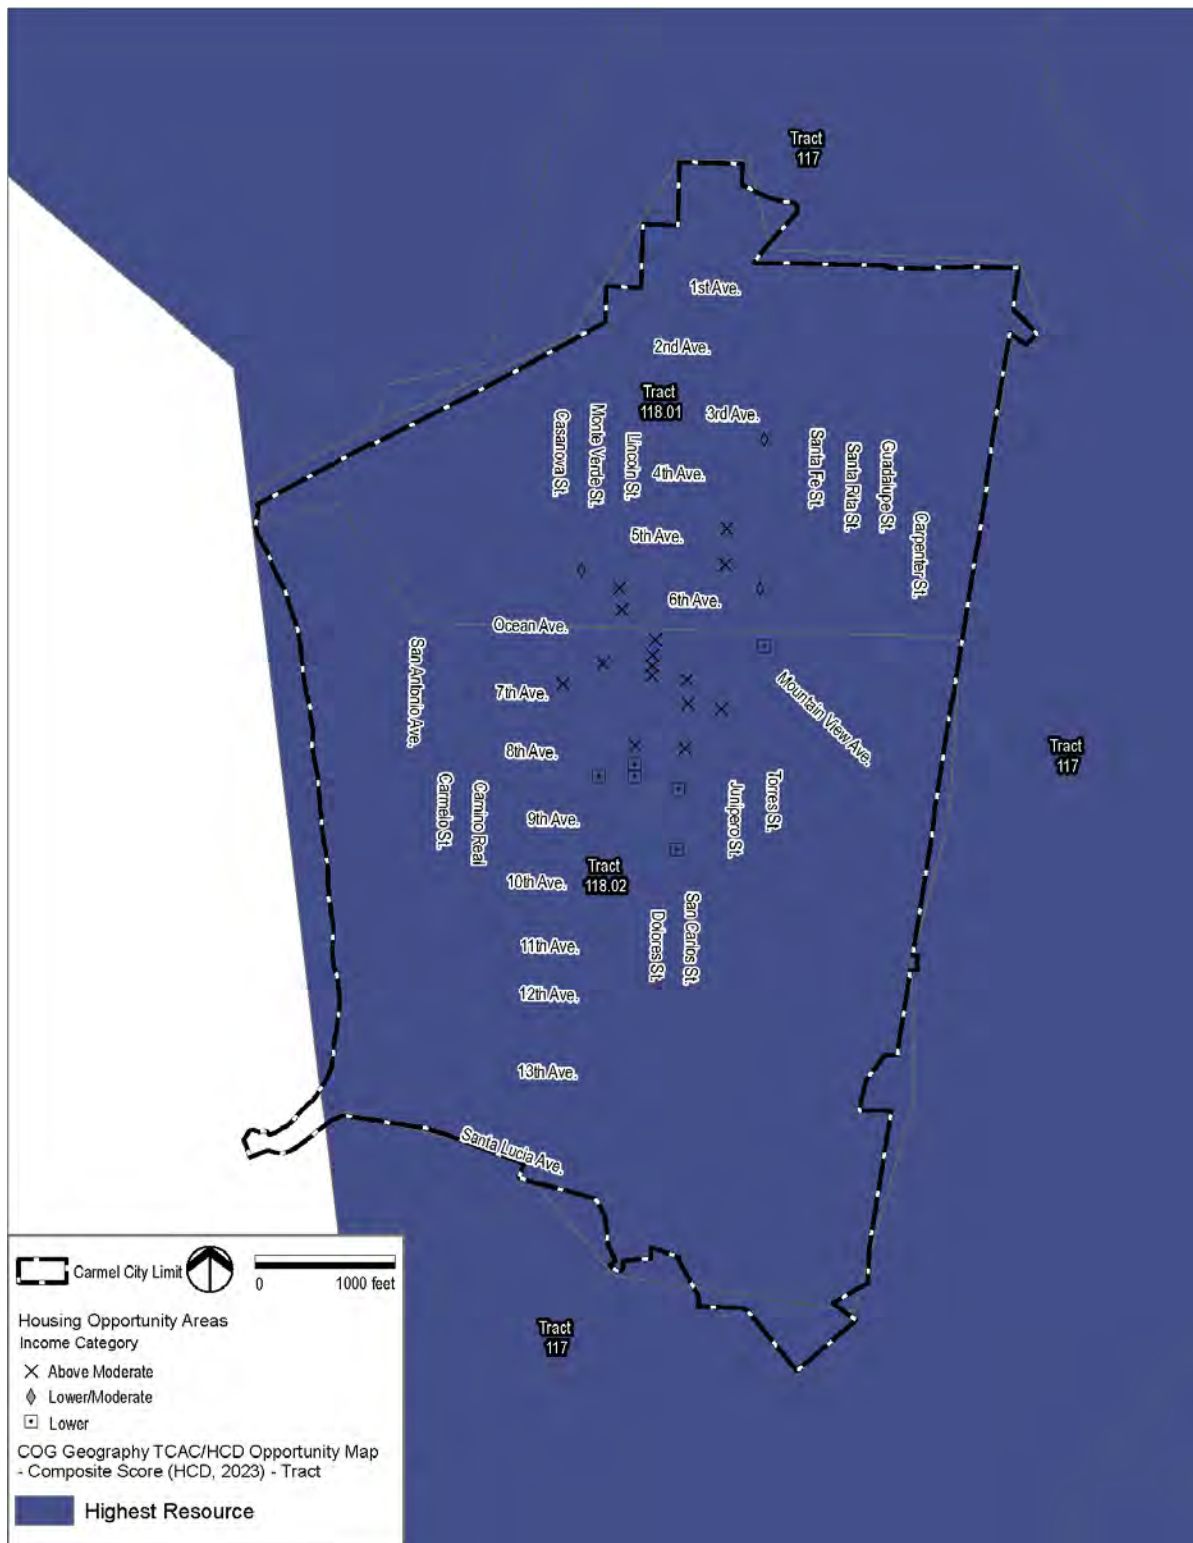 Tract
117
1st Ave.
2nd Ave.
Tract
118.01
3rd Ave.
Casanova St.
Monte Verde St.
Lincoln St.
4th Ave.
Santa Fe St.
Santa Rita St.
Guadalupe St.
Carpenter St.
5th Ave.
6th Ave.
Ocean Ave.
San Antonio Ave.
7th Ave.
Mountain View Ave.
8th Ave.
Tract
117
Carmelo St.
Camino Real
Junipero St.
Torres St.
9th Ave.
Tract
118.02
10th Ave.
Dolores St.
San Carlos St.
11th Ave.
12th Ave.
13th Ave.
Santa Lucia Ave.
Tract
117
Carmel City Limit
0 1000 feet
Housing Opportunity Areas
Income Category
Above Moderate
Lower/Moderate
Lower
COG Geography TCAC/HCD Opportunity Map
- Composite Score (HCD, 2023) - Tract
Highest Resource